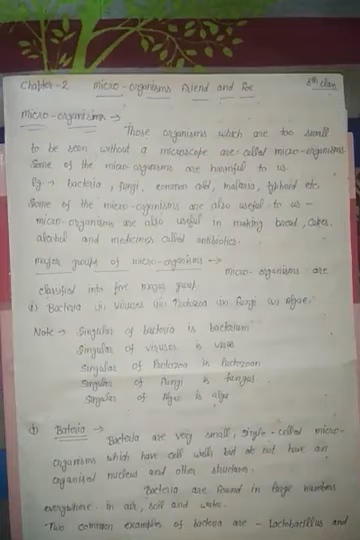 Chapter-2 Micro-organisms Friend and Foe 8th class
Micro-organisms →
Those organisms which are too small
to be seen without a microscope are called micro-organisms.
Some of the micro-organisms are harmful to us.
Eg → bacteria, fungi, common cold, malaria, typhoid etc.
Some of the micro-organisms are also useful to us -
micro-organisms are also useful in making bread, cakes,
alcohol and medicines called antibiotics.
Major groups of micro-organisms →
micro-organisms are
classified into five major group.
(i) Bacteria (ii) Viruses (iii) Protozoa (iv) Fungi (v) Algae.
Note → Singular of bacteria is bacterium
Singular of viruses is virus
Singular of Protozoa is Protozoan
Singular of Fungi is fungus
Singular of Algae is alga
(i) Bateria →
Bacteria are very small, single-celled micro-
organisms which have cell walls but do not have an
organised nucleus and other structures.
Bacteria are found in large numbers
everywhere in air, soil and water.
Two common examples of bacteria are - Lactobacillus and